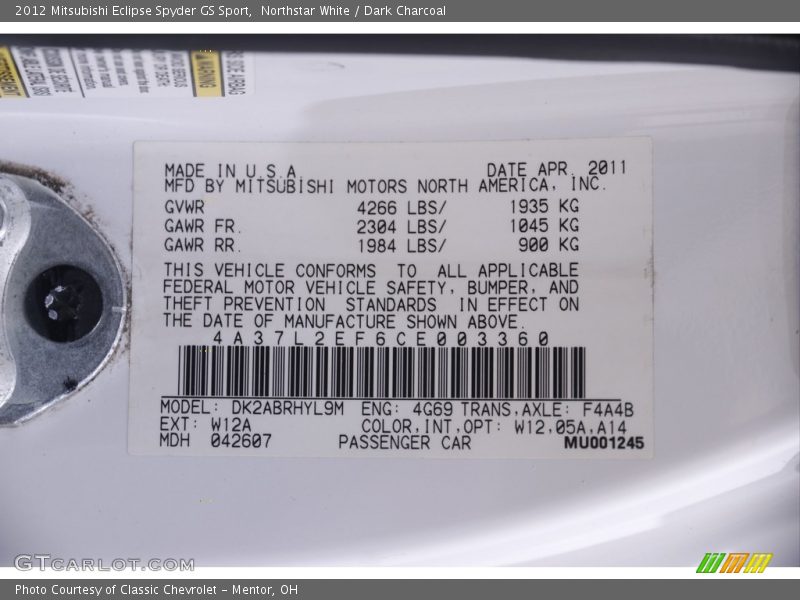 2012 Mitsubishi Eclipse Spyder GS Sport, Northstar White / Dark Charcoal
WARNING
SIDE AIRBAG
MADE IN U.S.A. DATE APR. 2011
MFD BY MITSUBISHI MOTORS NORTH AMERICA, INC.
GVWR 4266 LBS/ 1935 KG
GAWR FR. 2304 LBS/ 1045 KG
GAWR RR. 1984 LBS/ 900 KG
THIS VEHICLE CONFORMS TO ALL APPLICABLE
FEDERAL MOTOR VEHICLE SAFETY, BUMPER, AND
THEFT PREVENTION STANDARDS IN EFFECT ON
THE DATE OF MANUFACTURE SHOWN ABOVE.
4A37L2EF6CE003360
MODEL: DK2ABRHYL9M ENG: 4G69 TRANS.AXLE: F4A4B
EXT: W12A COLOR,INT,OPT: W12,05A,A14
MDH 042607 PASSENGER CAR MU001245
GTCARLOT.COM
Photo Courtesy of Classic Chevrolet – Mentor, OH